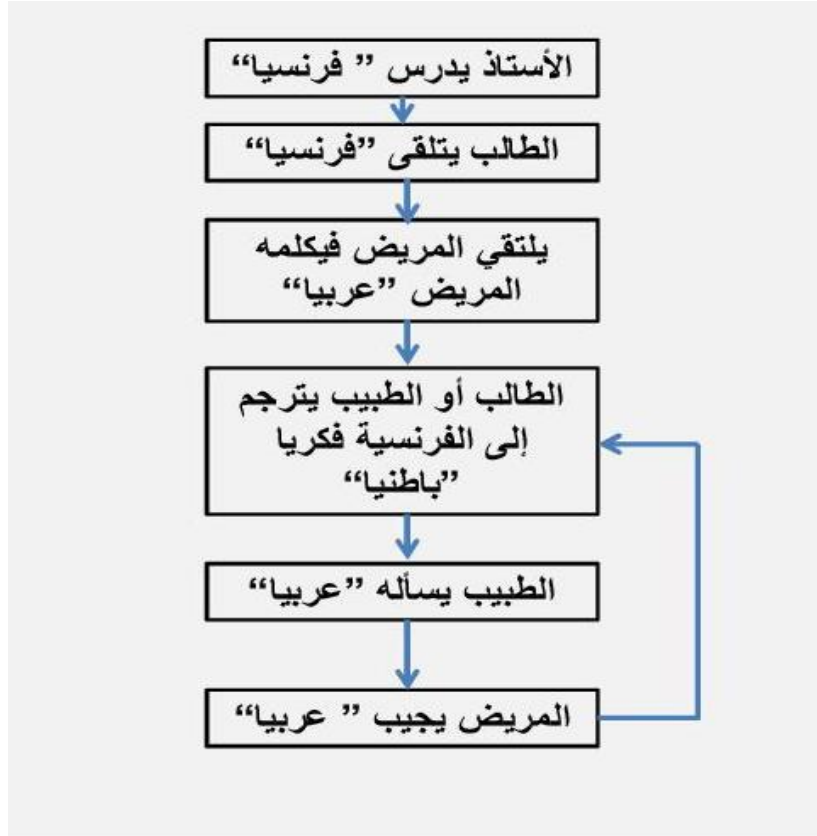 الأستاذ يدرس ” فرنسيا“
الطالب يتلقى ”فرنسيا“
يلتقي المريض فيكلمه
المريض ”عربيا“
الطالب أو الطبيب يترجم
إلى الفرنسية فكريا
”باطنيا“
الطبيب يسأله ”عربيا“
المريض يجيب ” عربيا“